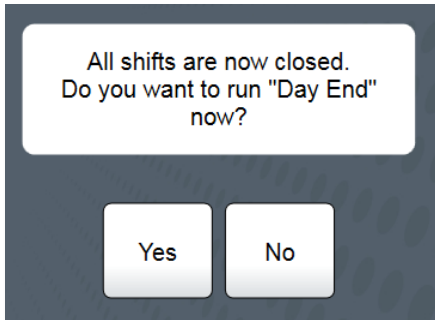 All shifts are now closed.
Do you want to run "Day End"
now?
Yes
No